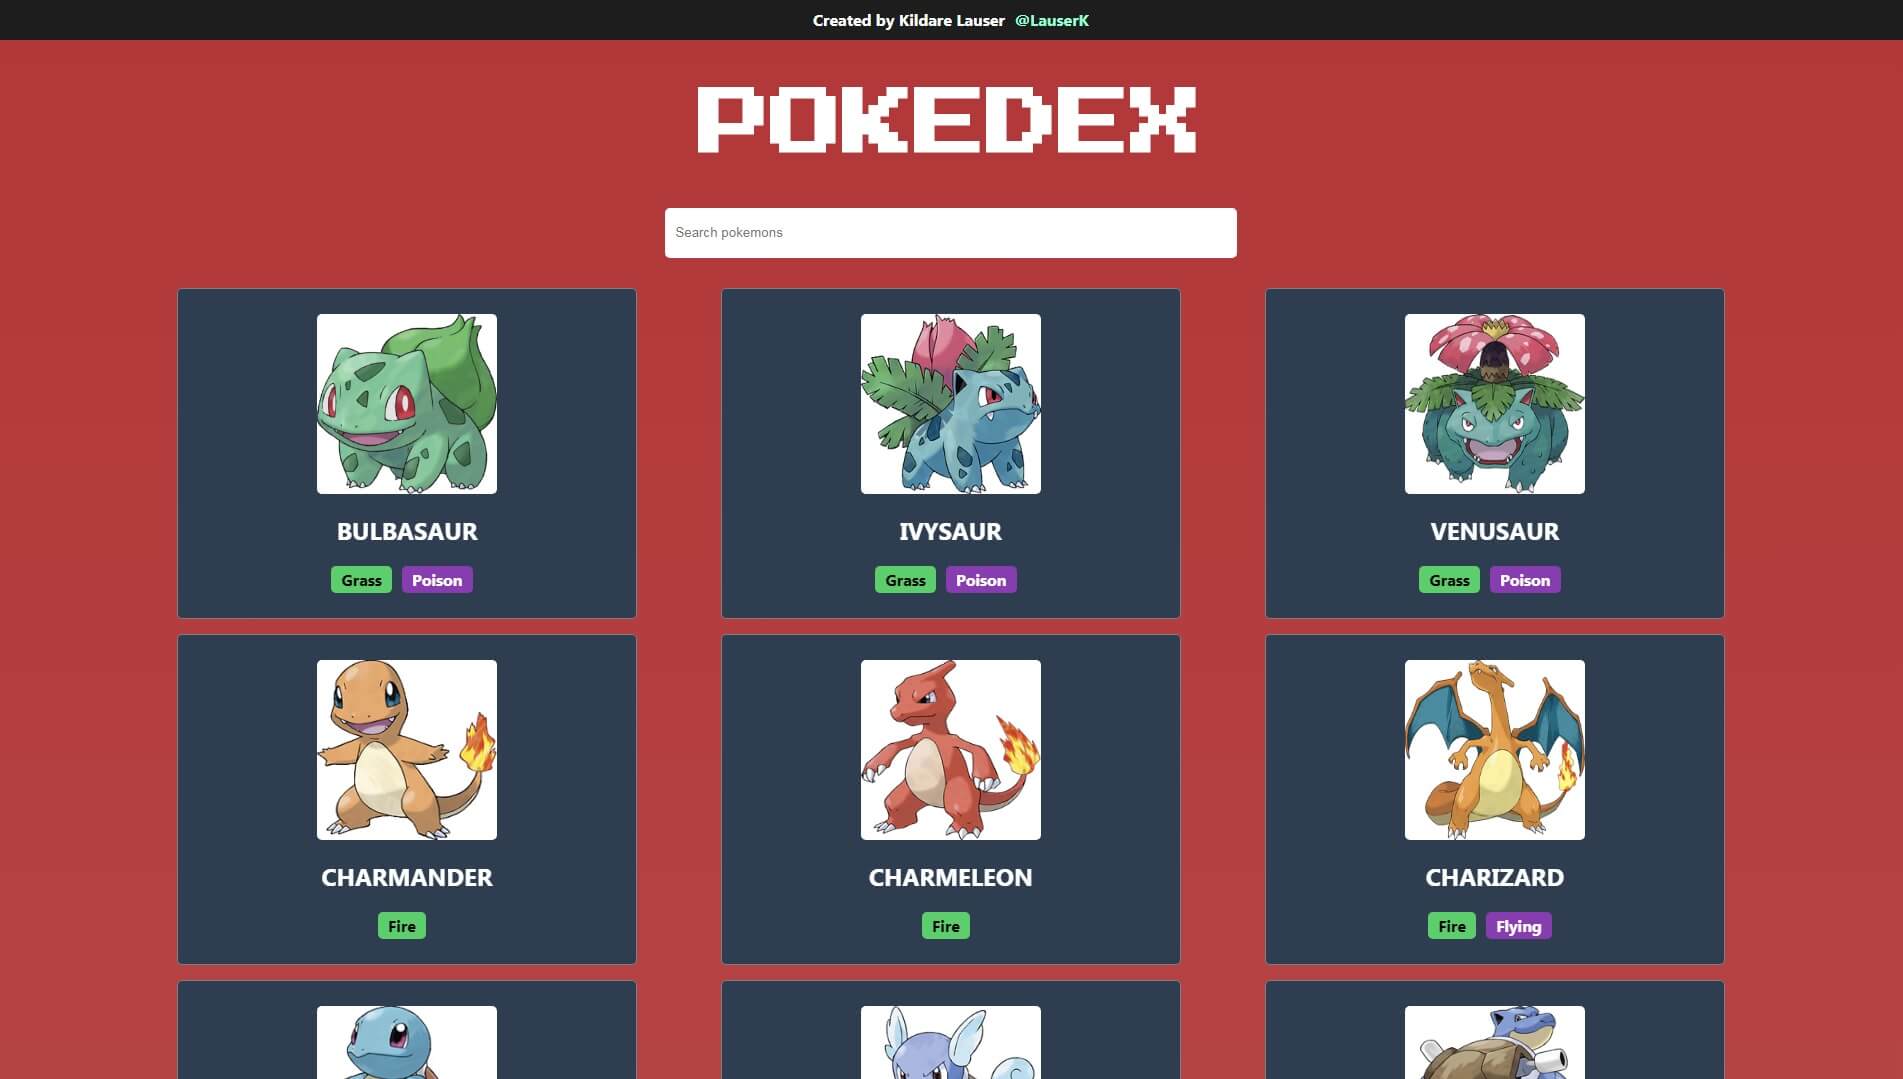 Created by Kildare Lauser @LauserK
POKEDEX
Search pokemons
BULBASAUR
Grass Poison
IVYSAUR
Grass Poison
VENUSAUR
Grass Poison
CHARMANDER
Fire
CHARMELEON
Fire
CHARIZARD
Fire Flying